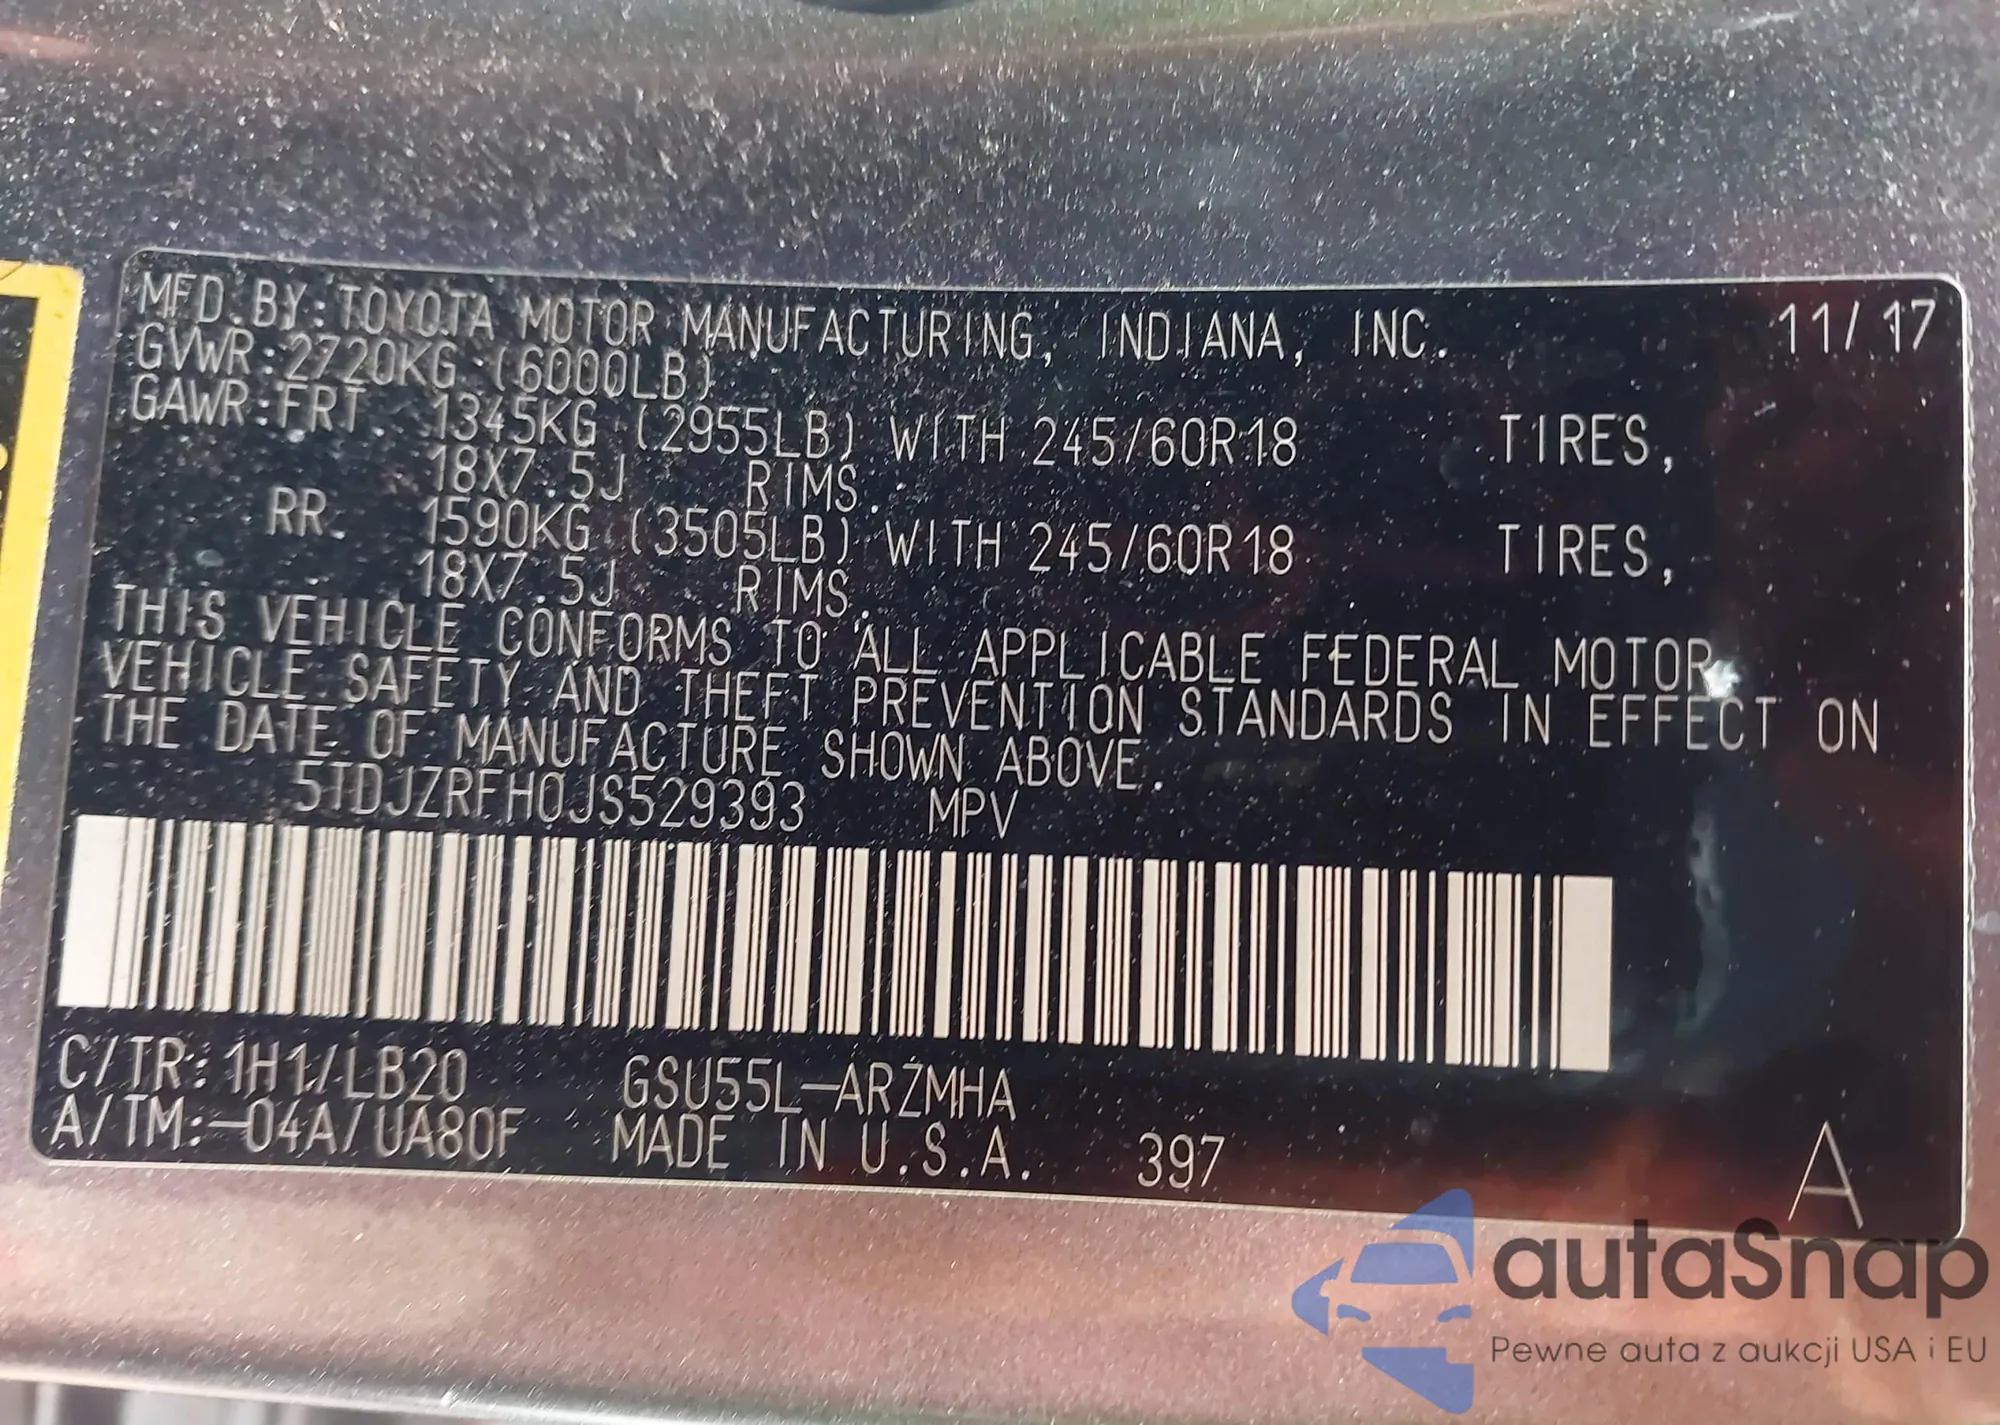 MFD. BY: TOYOTA MOTOR MANUFACTURING, INDIANA, INC. 11/17
GVWR: 2720KG (6000LB)
GAWR: FRT. 1345KG (2955LB) WITH 245/60R18 TIRES,
18X7.5J RIMS.
RR. 1590KG (3505LB) WITH 245/60R18 TIRES,
18X7.5J RIMS.
THIS VEHICLE CONFORMS TO ALL APPLICABLE FEDERAL MOTOR
VEHICLE SAFETY AND THEFT PREVENTION STANDARDS IN EFFECT ON
THE DATE OF MANUFACTURE SHOWN ABOVE.
5TDJZRFH0JS529393 MPV
C/TR: 1H1/LB20 GSU55L-ARZMHA
A/TM:-04A/UA80F MADE IN U.S.A. 397 A
autaSnap
Pewne auta z aukcji USA i EU